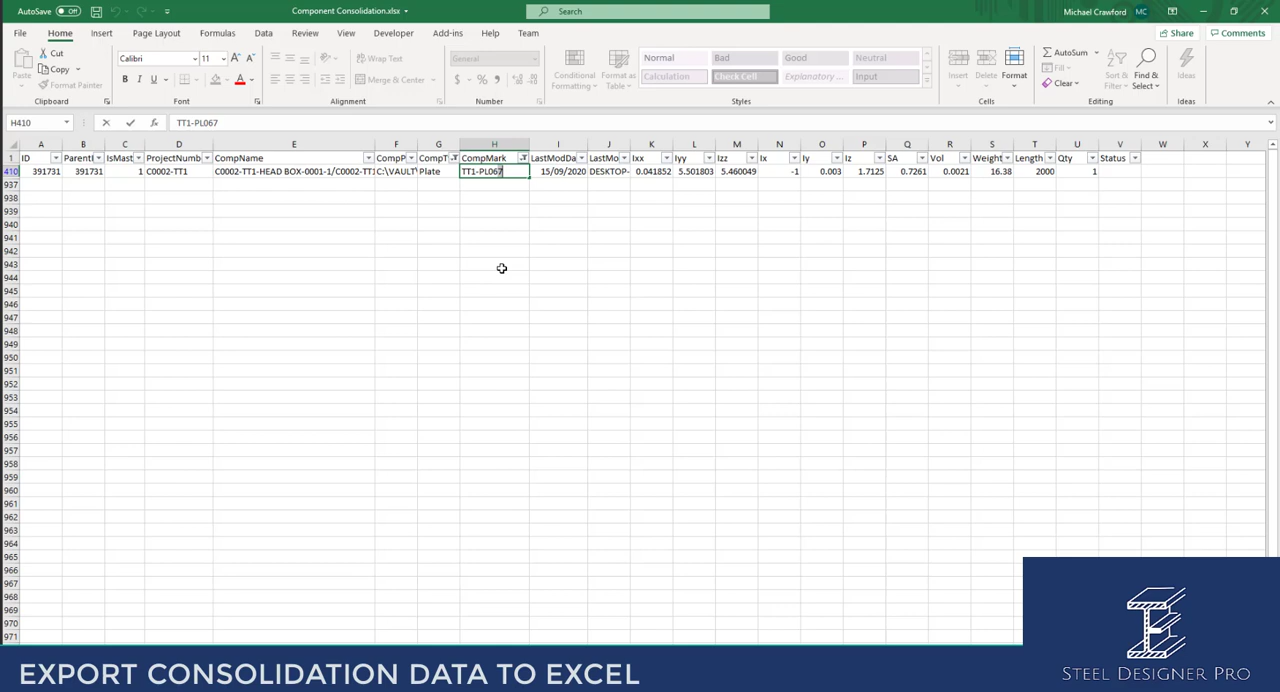 AutoSave Off Component Consolidation.xlsx Search Michael Crawford MC
File Home Insert Page Layout Formulas Data Review View Developer Add-ins Help Team Share Comments
Cut
Copy
Format Painter
Paste
Clipboard
Calibri 11
B I U
Font
Wrap Text
Merge & Center
Alignment
General
$ % ,
Number
Conditional Formatting
Format as Table
Normal Bad Good Neutral
Calculation Check Cell Explanatory ... Input
Styles
Insert Delete Format
Cells
AutoSum
Fill
Clear
Sort & Filter
Find & Select
Editing
Ideas
Ideas
H410 fx TT1-PL067
A B C D E F G H I J K L M N O P Q R S T U V W X Y
1 ID ParentI IsMast ProjectNumb CompName CompP CompT CompMark LastModDa LastMo Ixx Iyy Izz Ix Iy Iz SA Vol Weight Length Qty Status
410 391731 391731 1 C0002-TT1 C0002-TT1-HEAD BOX-0001-1/C0002-TT1 C:\VAULT\ Plate TT1-PL067 15/09/2020 DESKTOP- 0.041852 5.501803 5.460049 -1 0.003 1.7125 0.7261 0.0021 16.38 2000 1
937
938
939
940
941
942
943
944
945
946
947
948
949
950
951
952
953
954
955
956
957
958
959
960
961
962
963
964
965
966
967
968
969
970
971
EXPORT CONSOLIDATION DATA TO EXCEL
STEEL DESIGNER PRO